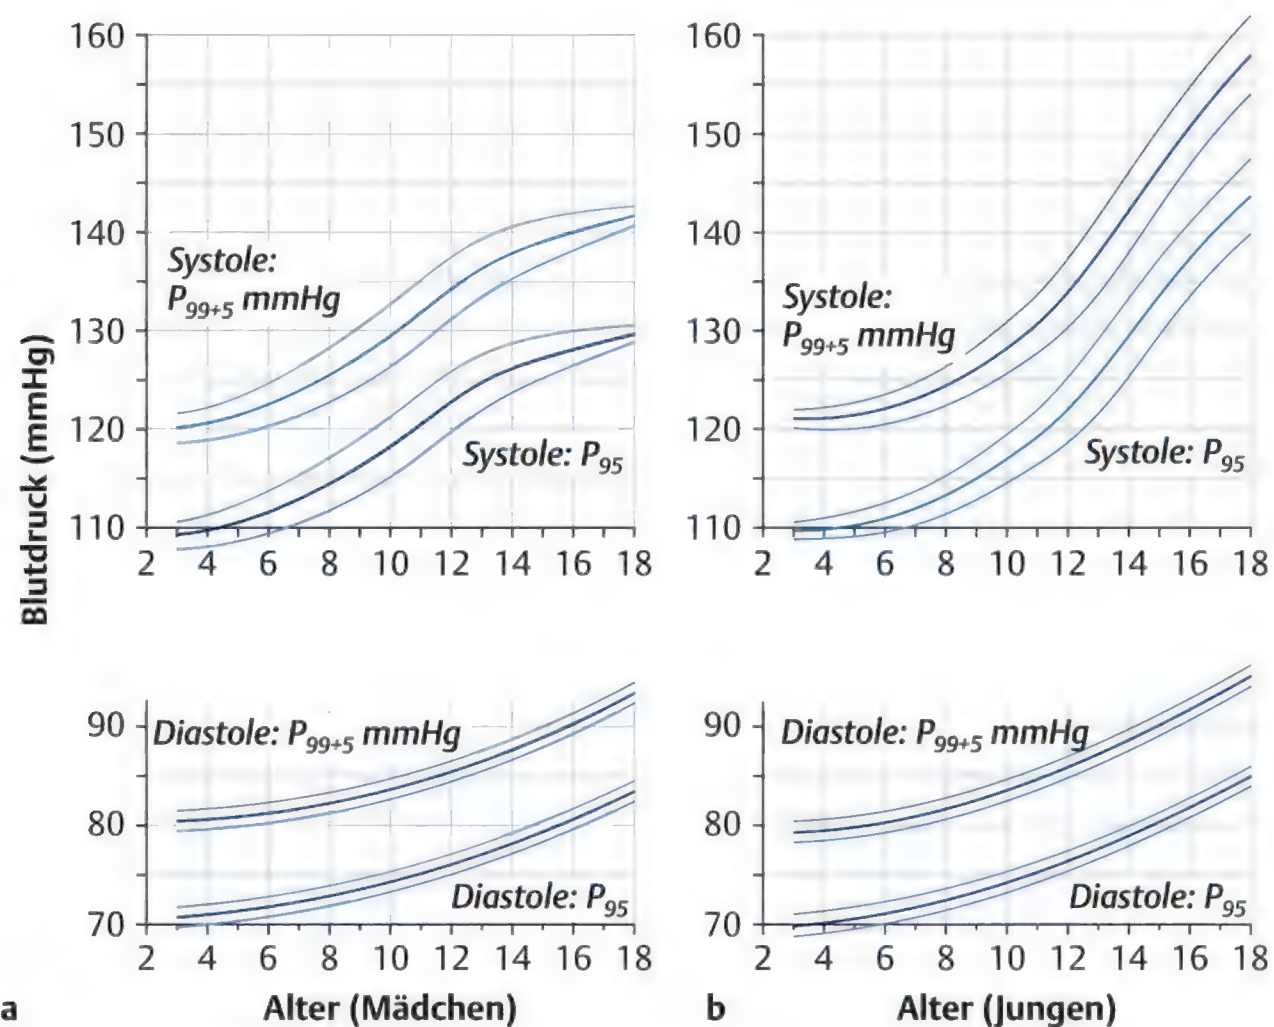 160
150
140
130
120
110
Systole:
P99+5 mmHg
Systole: P95
2 4 6 8 10 12 14 16 18
160
150
140
130
120
110
Systole:
P99+5 mmHg
Systole: P95
2 4 6 8 10 12 14 16 18
Blutdruck (mmHg)
90
80
70
Diastole: P99+5 mmHg
Diastole: P95
2 4 6 8 10 12 14 16 18
a Alter (Mädchen)
90
80
70
Diastole: P99+5 mmHg
Diastole: P95
2 4 6 8 10 12 14 16 18
b Alter (Jungen)